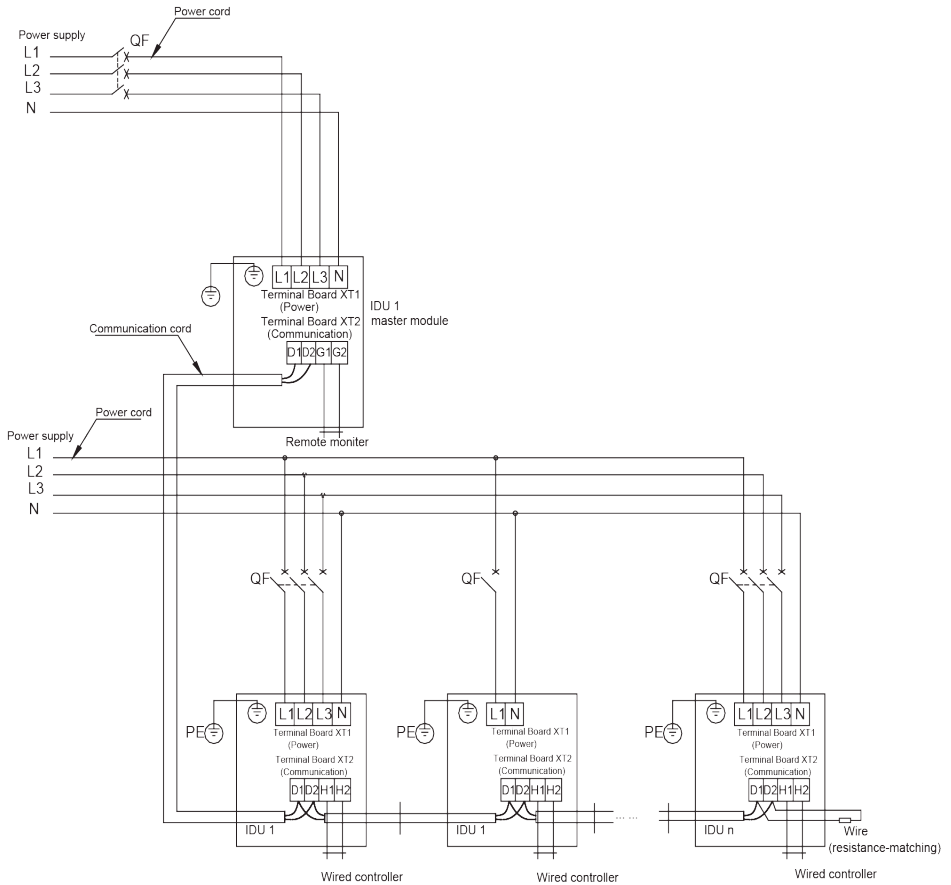 Power cord
Power supply
QF
L1
L2
L3
N
L1 L2 L3 N
Terminal Board XT1
(Power)
IDU 1
master module
Terminal Board XT2
(Communication)
D1 D2 G1 G2
Communication cord
Remote moniter
Power cord
Power supply
L1
L2
L3
N
QF
QF
QF
PE
L1 L2 L3 N
Terminal Board XT1
(Power)
Terminal Board XT2
(Communication)
D1 D2 H1 H2
IDU 1
Wired controller
PE
L1 N
Terminal Board XT1
(Power)
Terminal Board XT2
(Communication)
D1 D2 H1 H2
IDU 1
Wired controller
... ...
PE
L1 L2 L3 N
Terminal Board XT1
(Power)
Terminal Board XT2
(Communication)
D1 D2 H1 H2
IDU n
Wire
(resistance-matching)
Wired controller